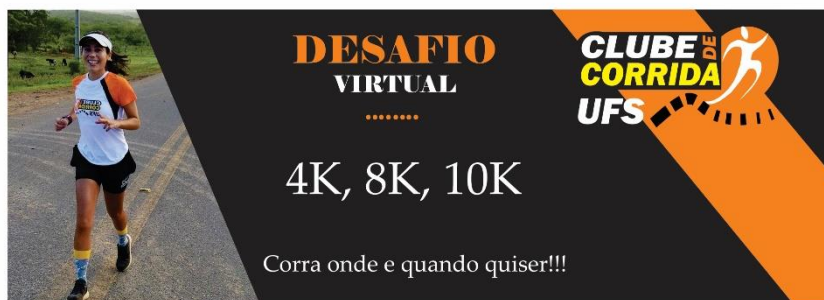 DESAFIO
VIRTUAL
4K, 8K, 10K
Corra onde e quando quiser!!!
CLUBE DE
CORRIDA
UFS